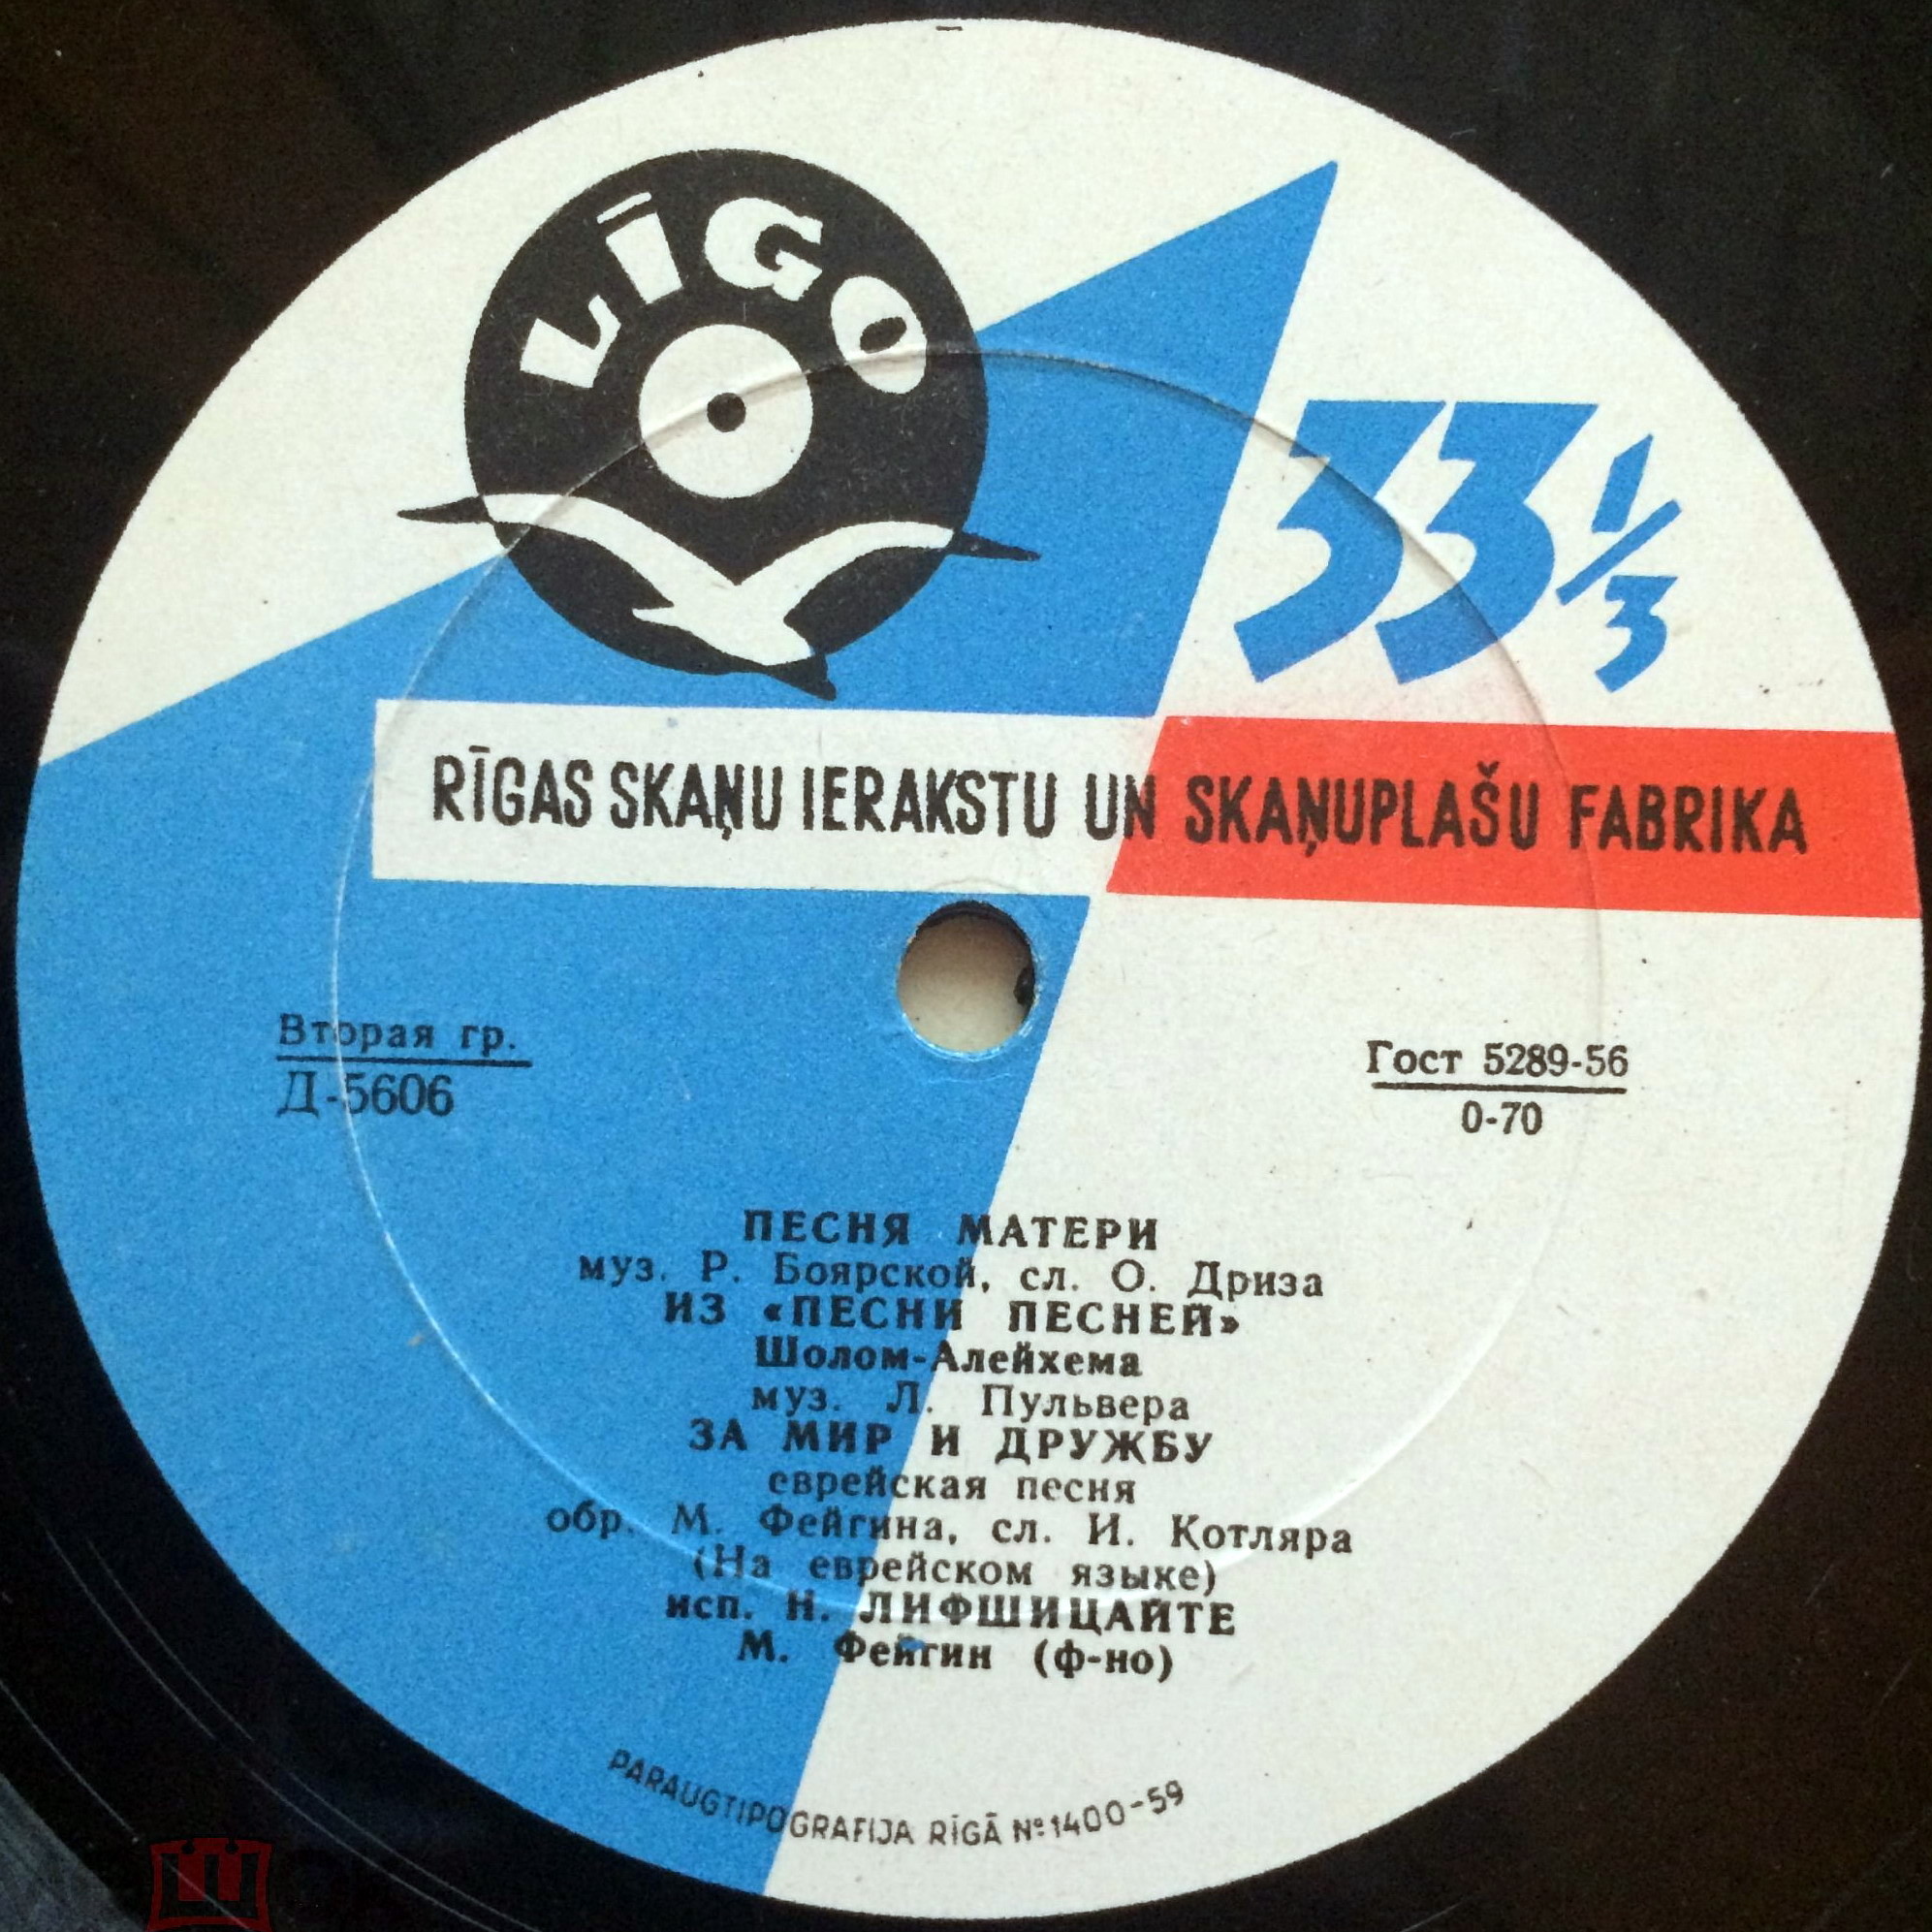 LĪGO
33 1/3
RĪGAS SKAŅU IERAKSTU UN SKAŅUPLAŠU FABRIKA
Вторая гр.
Д-5606
Гост 5289-56
0-70
ПЕСНЯ МАТЕРИ
муз. Р. Боярской, сл. О. Дриза
ИЗ «ПЕСНИ ПЕСНЕЙ»
Шолом-Алейхема
муз. Л. Пульвера
ЗА МИР И ДРУЖБУ
еврейская песня
обр. М. Фейгина, сл. И. Котляра
(На еврейском языке)
исп. Н. ЛИФШИЦАЙТЕ
М. Фейгин (ф-но)
PARAUGTIPOGRAFIJA RĪGĀ №1400-59